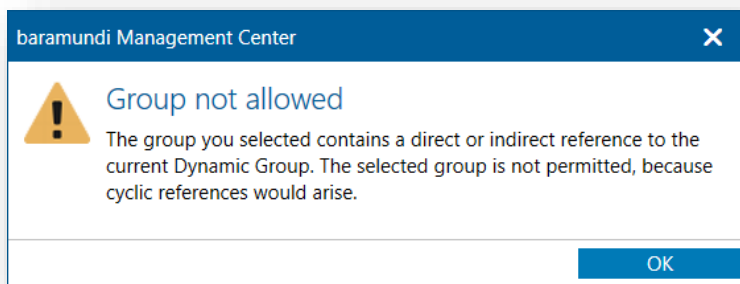 baramundi Management Center
Group not allowed
The group you selected contains a direct or indirect reference to the
current Dynamic Group. The selected group is not permitted, because
cyclic references would arise.
OK